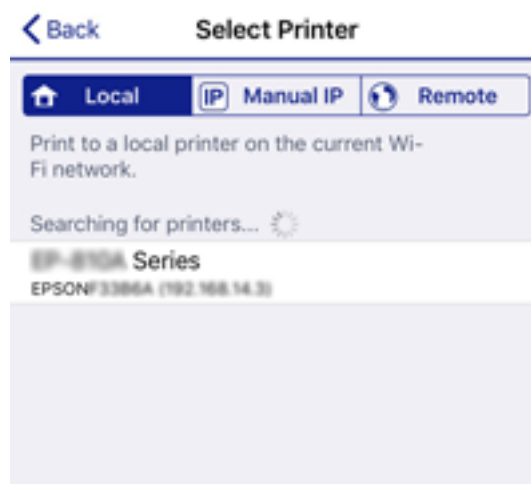 Back
Select Printer
Local
IP Manual IP
Remote
Print to a local printer on the current Wi-
Fi network.
Searching for printers...
Series
EPSON